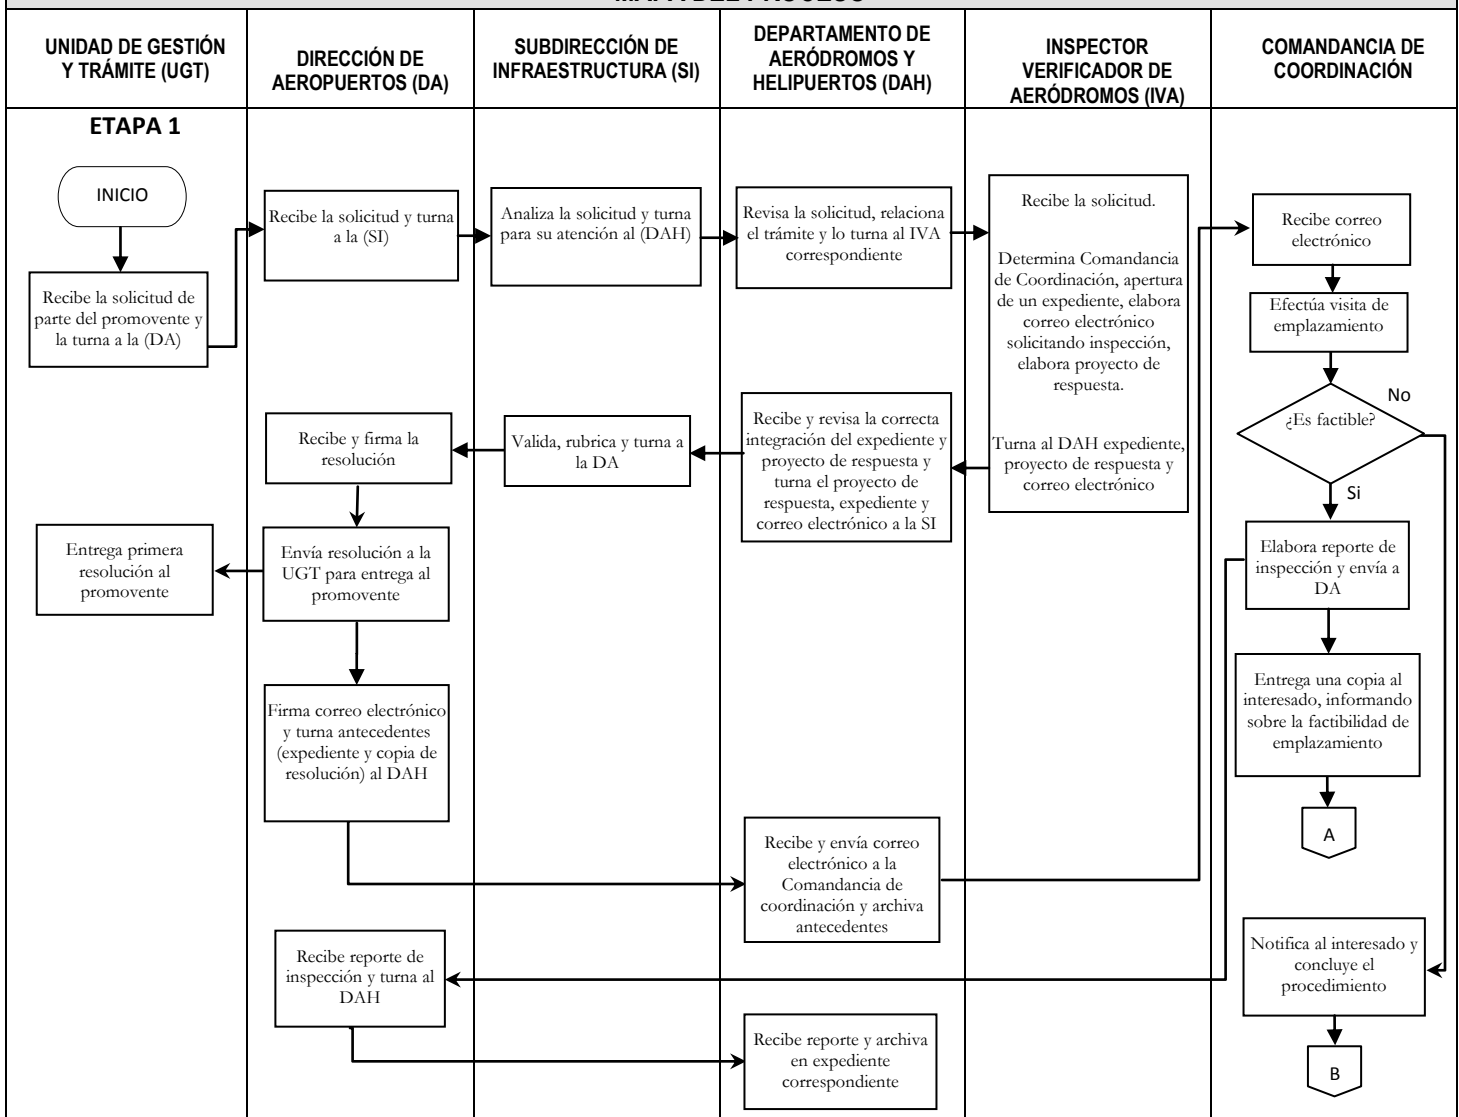 UNIDAD DE GESTIÓN
Y TRÁMITE (UGT)
DIRECCIÓN DE
AEROPUERTOS (DA)
SUBDIRECCIÓN DE
INFRAESTRUCTURA (SI)
DEPARTAMENTO DE
AERÓDROMOS Y
HELIPUERTOS (DAH)
INSPECTOR
VERIFICADOR DE
AERÓDROMOS (IVA)
COMANDANCIA DE
COORDINACIÓN
ETAPA 1
INICIO
Recibe la solicitud de
parte del promovente y
la turna a la (DA)
Recibe la solicitud y turna
a la (SI)
Analiza la solicitud y turna
para su atención al (DAH)
Revisa la solicitud, relaciona
el trámite y lo turna al IVA
correspondiente
Recibe la solicitud.
Determina Comandancia
de Coordinación, apertura
de un expediente, elabora
correo electrónico
solicitando inspección,
elabora proyecto de
respuesta.
Turna al DAH expediente,
proyecto de respuesta y
correo electrónico
Recibe correo
electrónico
Efectúa visita de
emplazamiento
¿Es factible?
No
Si
Recibe y revisa la correcta
integración del expediente y
proyecto de respuesta y
turna el proyecto de
respuesta, expediente y
correo electrónico a la SI
Valida, rubrica y turna a
la DA
Recibe y firma la
resolución
Envía resolución a la
UGT para entrega al
promovente
Entrega primera
resolución al
promovente
Elabora reporte de
inspección y envía a
DA
Entrega una copia al
interesado, informando
sobre la factibilidad de
emplazamiento
A
Firma correo electrónico
y turna antecedentes
(expediente y copia de
resolución) al DAH
Recibe y envía correo
electrónico a la
Comandancia de
coordinación y archiva
antecedentes
Recibe reporte de
inspección y turna al
DAH
Notifica al interesado y
concluye el
procedimiento
Recibe reporte y archiva
en expediente
correspondiente
B